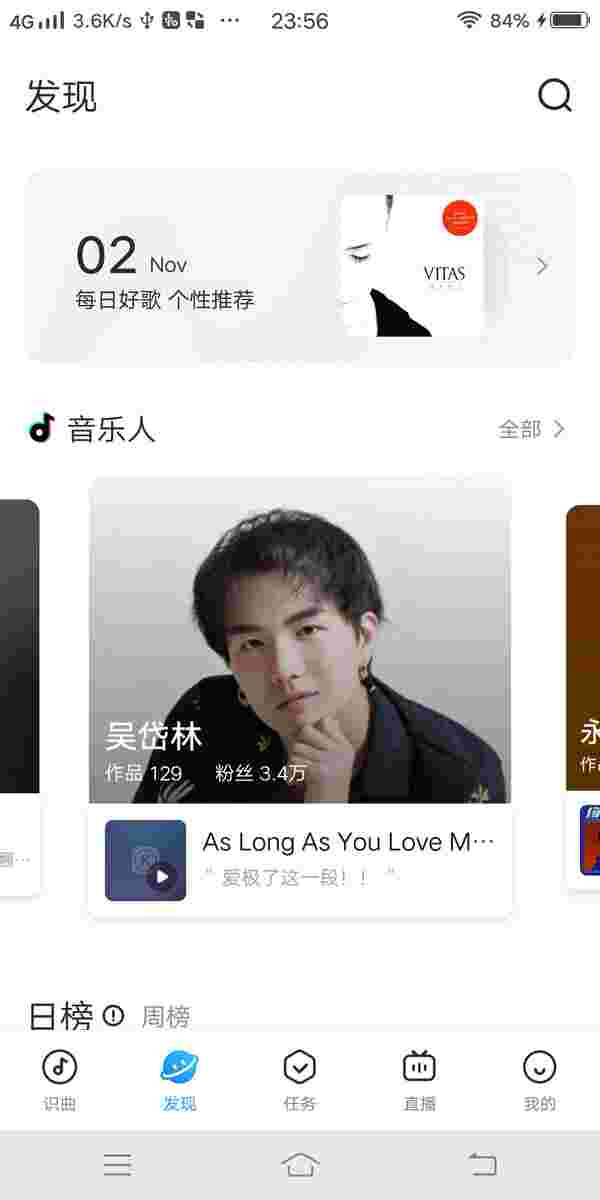 4G 3.6K/s ··· 23:56 84%
发现
02 Nov
每日好歌 个性推荐
VITAS
音乐人 全部
吴岱林
作品 129 粉丝 3.4万
As Long As You Love M···
" 爱极了这一段！！ "
日榜 周榜
识曲 发现 任务 直播 我的